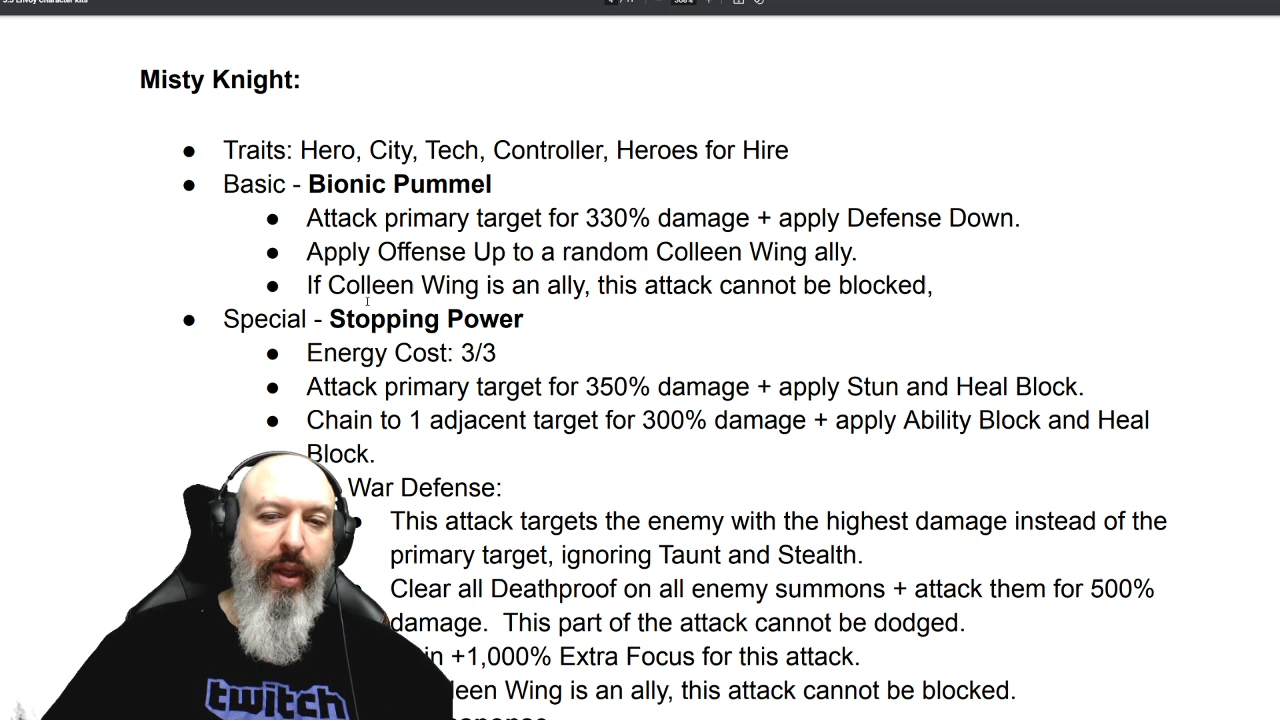 3.5 Envoy Character Kits
Misty Knight:
● Traits: Hero, City, Tech, Controller, Heroes for Hire
● Basic - Bionic Pummel
● Attack primary target for 330% damage + apply Defense Down.
● Apply Offense Up to a random Colleen Wing ally.
● If Colleen Wing is an ally, this attack cannot be blocked,
● Special - Stopping Power
● Energy Cost: 3/3
● Attack primary target for 350% damage + apply Stun and Heal Block.
● Chain to 1 adjacent target for 300% damage + apply Ability Block and Heal
Block.
War Defense:
This attack targets the enemy with the highest damage instead of the
primary target, ignoring Taunt and Stealth.
Clear all Deathproof on all enemy summons + attack them for 500%
damage. This part of the attack cannot be dodged.
+1,000% Extra Focus for this attack.
Wing is an ally, this attack cannot be blocked.
twitch